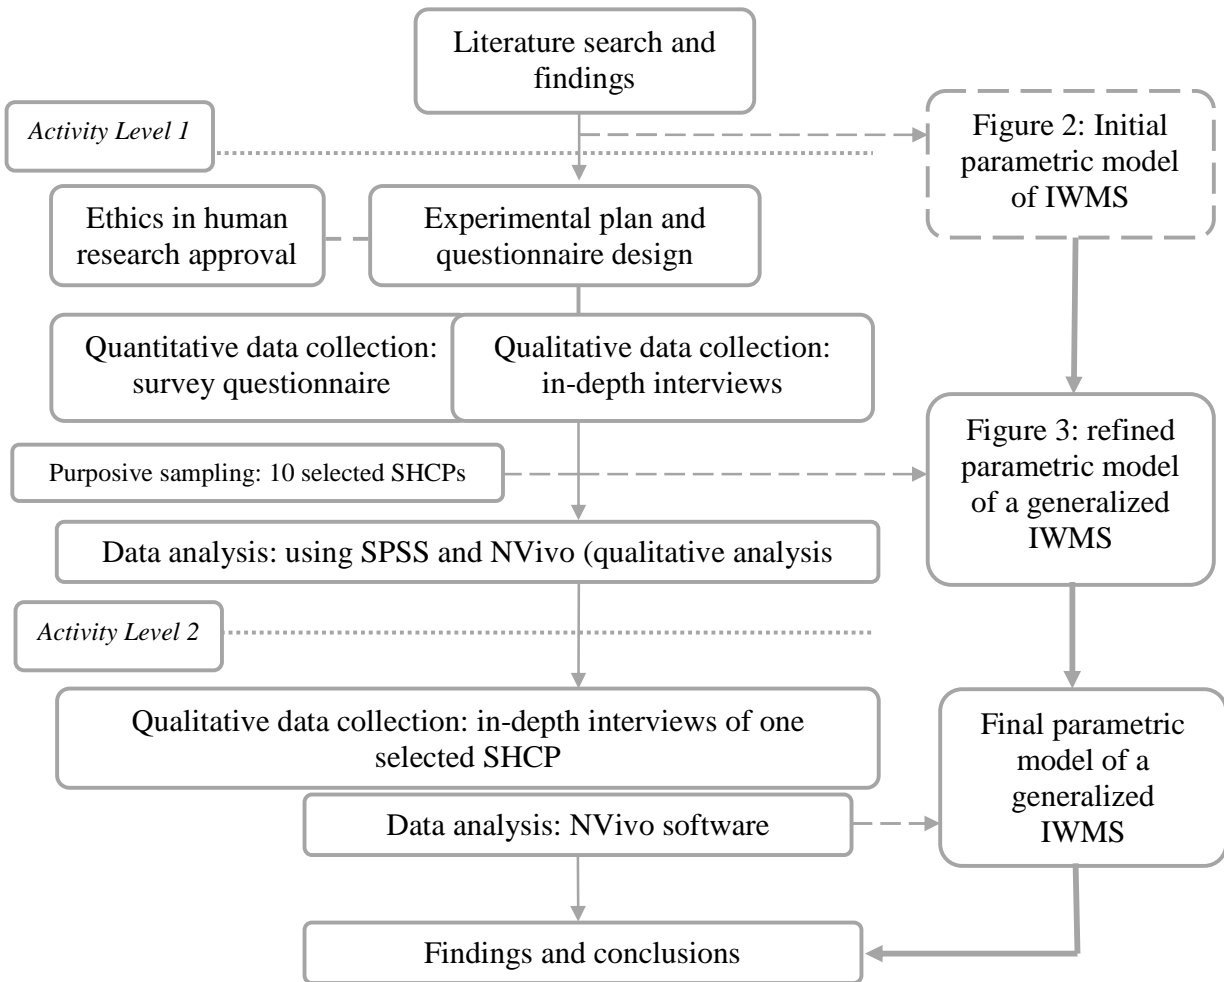 Literature search and
findings
Activity Level 1
Figure 2: Initial
parametric model
of IWMS
Ethics in human
research approval
Experimental plan and
questionnaire design
Quantitative data collection:
survey questionnaire
Qualitative data collection:
in-depth interviews
Purposive sampling: 10 selected SHCPs
Figure 3: refined
parametric model
of a generalized
IWMS
Data analysis: using SPSS and NVivo (qualitative analysis
Activity Level 2
Qualitative data collection: in-depth interviews of one
selected SHCP
Final parametric
model of a
generalized
IWMS
Data analysis: NVivo software
Findings and conclusions